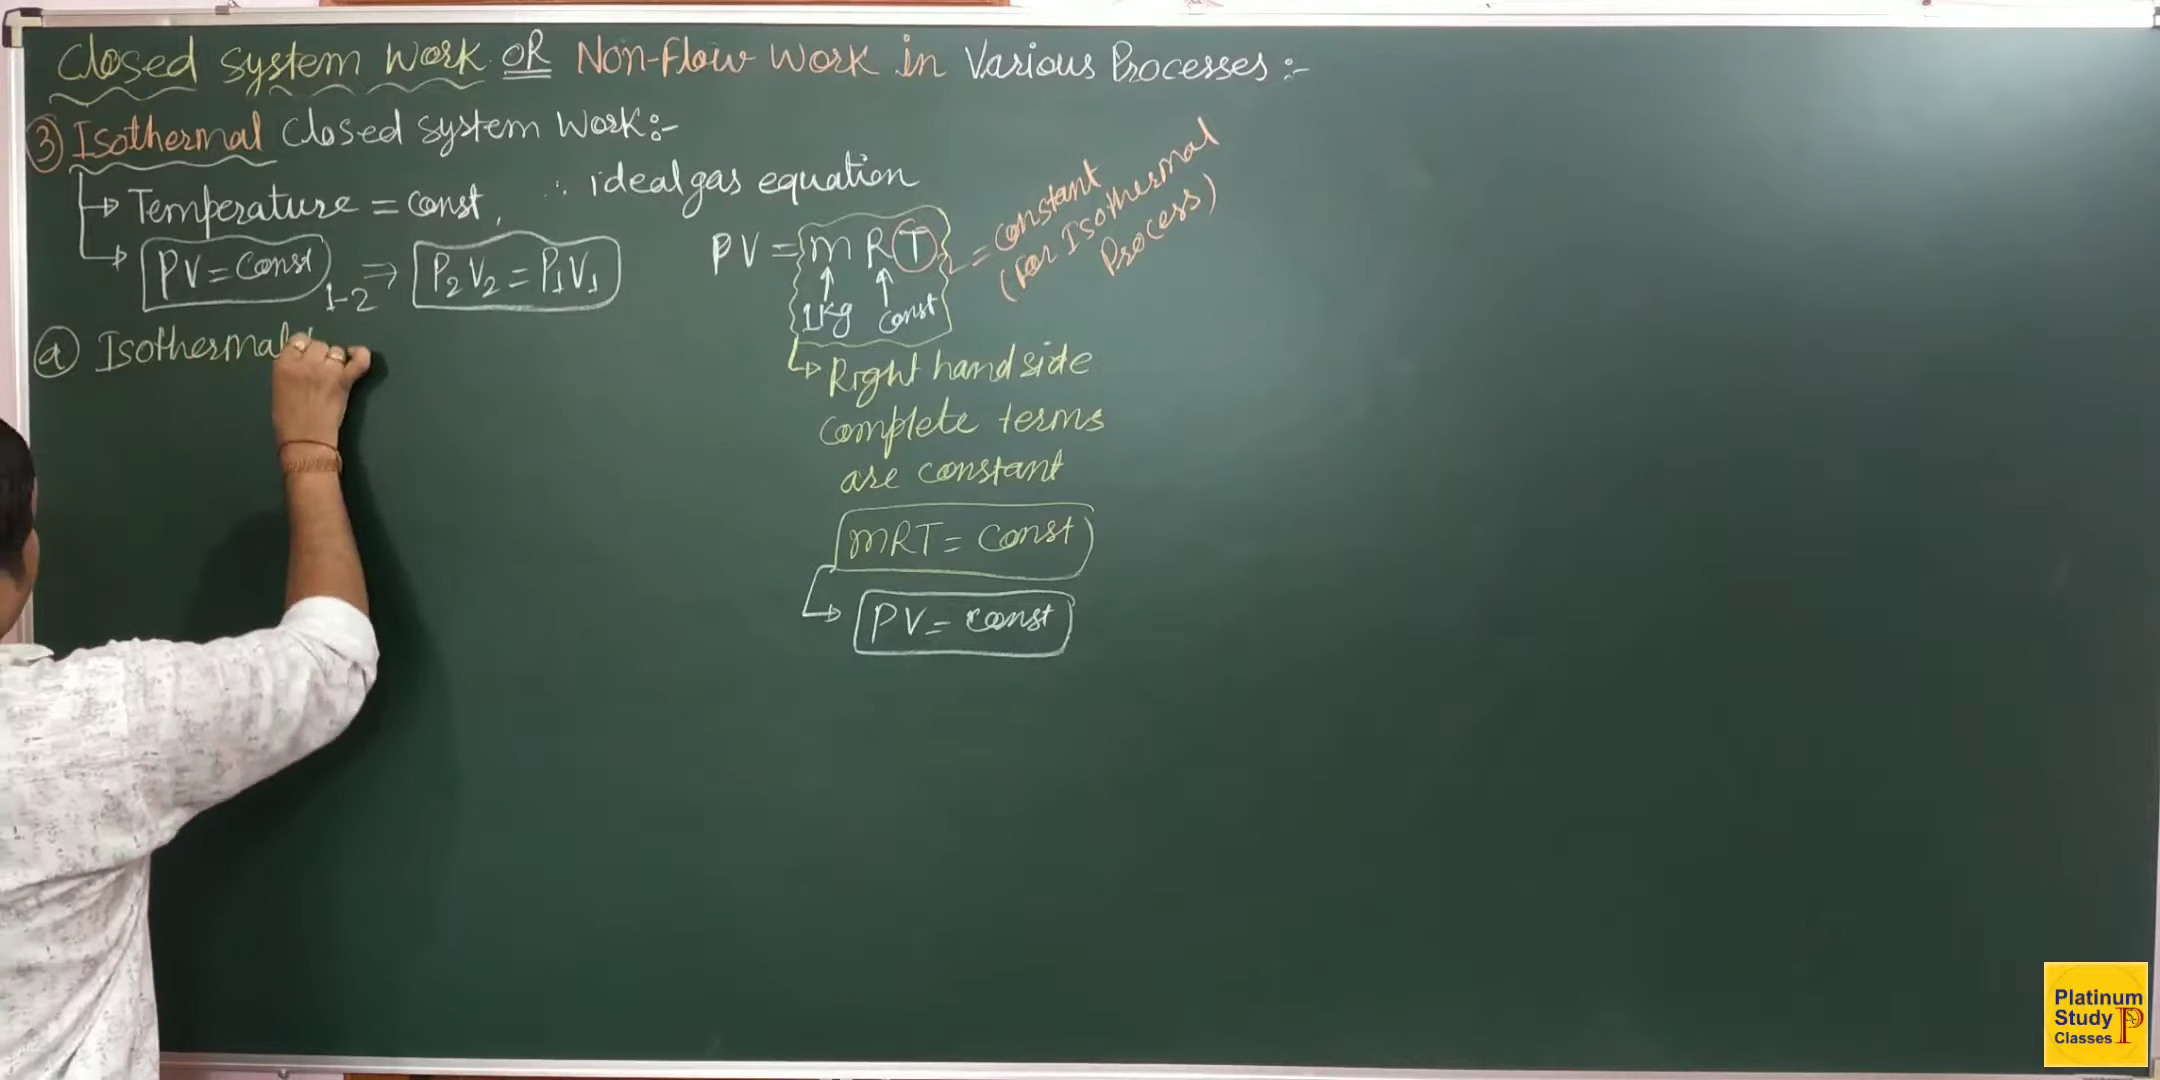 Closed system work OR Non-Flow work in Various Processes :-
③ Isothermal Closed system Work:-
→ Temperature = const,
→ PV = Const 1-2 ⇒ P₂V₂ = P₁V₁
ⓐ Isothermal
∴ ideal gas equation
PV = m R T = constant
(For Isothermal
Process)
1kg const
→ Right hand side
complete terms
are constant
mRT = Const
→ PV = const
Platinum
Study
Classes